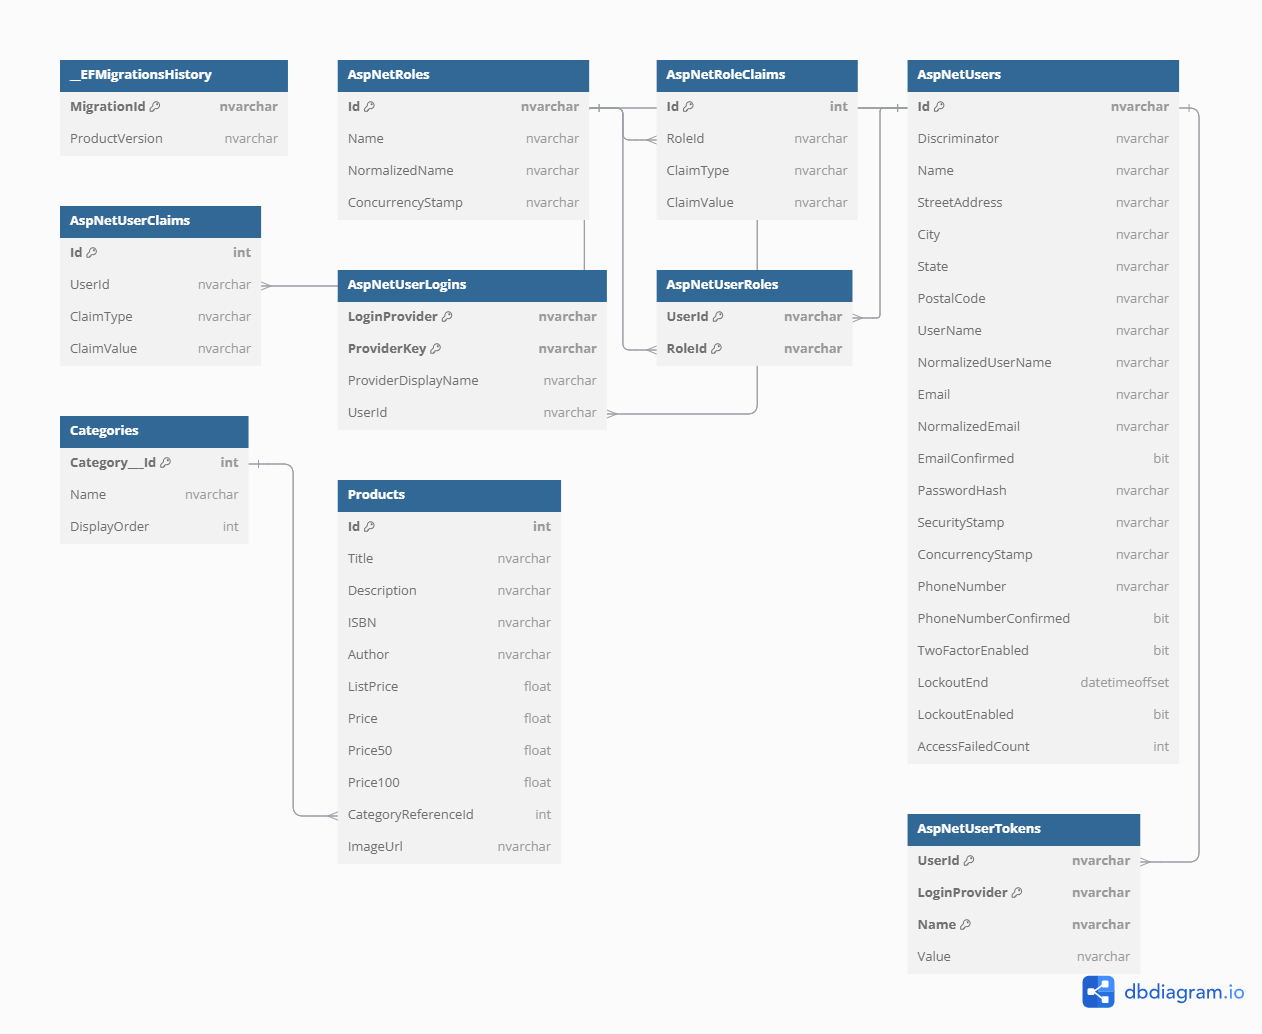 __EFMigrationsHistory
MigrationId nvarchar
ProductVersion nvarchar
AspNetUserClaims
Id int
UserId nvarchar
ClaimType nvarchar
ClaimValue nvarchar
Categories
Category___Id int
Name nvarchar
DisplayOrder int
AspNetRoles
Id nvarchar
Name nvarchar
NormalizedName nvarchar
ConcurrencyStamp nvarchar
AspNetUserLogins
LoginProvider nvarchar
ProviderKey nvarchar
ProviderDisplayName nvarchar
UserId nvarchar
Products
Id int
Title nvarchar
Description nvarchar
ISBN nvarchar
Author nvarchar
ListPrice float
Price float
Price50 float
Price100 float
CategoryReferenceId int
ImageUrl nvarchar
AspNetRoleClaims
Id int
RoleId nvarchar
ClaimType nvarchar
ClaimValue nvarchar
AspNetUserRoles
UserId nvarchar
RoleId nvarchar
AspNetUsers
Id nvarchar
Discriminator nvarchar
Name nvarchar
StreetAddress nvarchar
City nvarchar
State nvarchar
PostalCode nvarchar
UserName nvarchar
NormalizedUserName nvarchar
Email nvarchar
NormalizedEmail nvarchar
EmailConfirmed bit
PasswordHash nvarchar
SecurityStamp nvarchar
ConcurrencyStamp nvarchar
PhoneNumber nvarchar
PhoneNumberConfirmed bit
TwoFactorEnabled bit
LockoutEnd datetimeoffset
LockoutEnabled bit
AccessFailedCount int
AspNetUserTokens
UserId nvarchar
LoginProvider nvarchar
Name nvarchar
Value nvarchar
dbdiagram.io